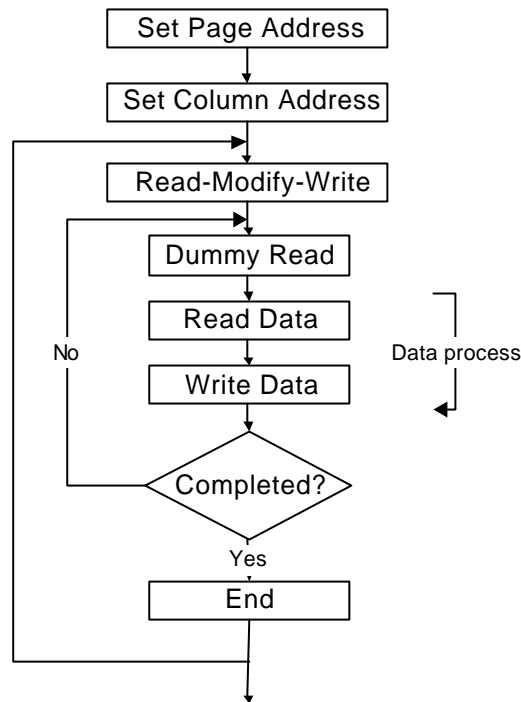 Set Page Address
Set Column Address
Read-Modify-Write
Dummy Read
Read Data
No
Data process
Write Data
Completed?
Yes
End